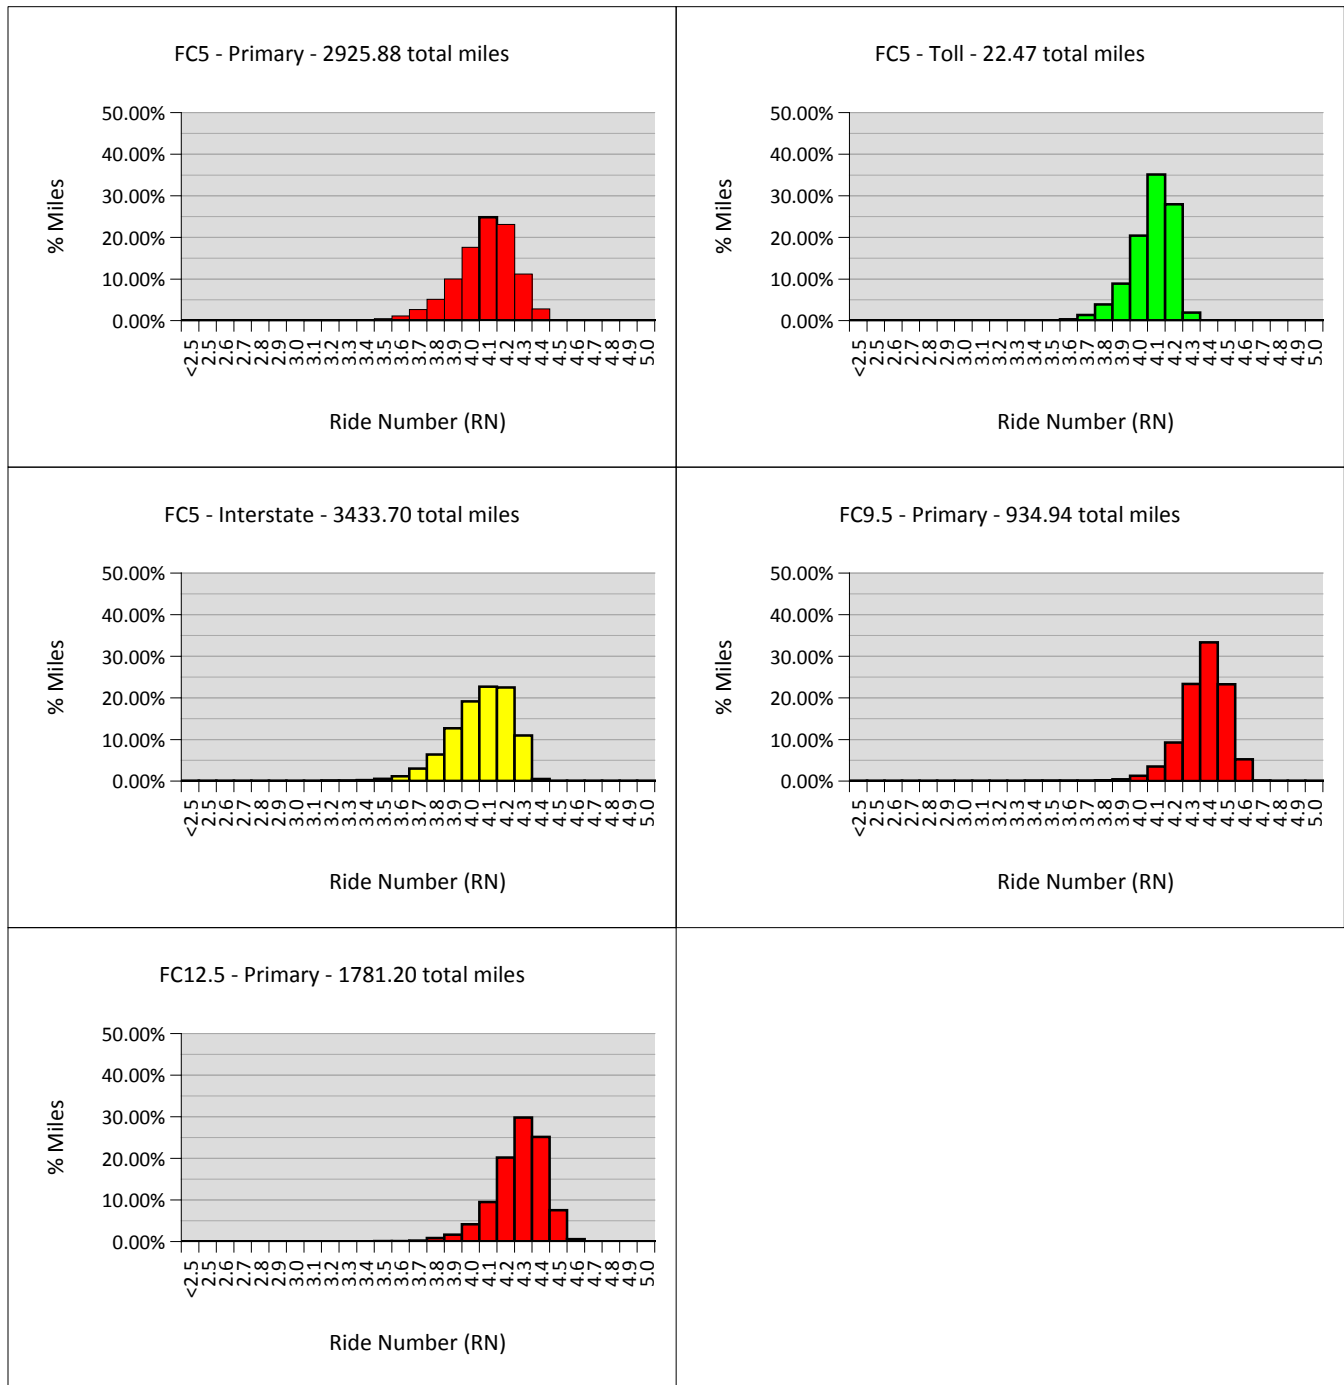 FC5 - Primary - 2925.88 total miles
50.00%
40.00%
30.00%
20.00%
10.00%
0.00%
% Miles
<2.5 2.5 2.6 2.7 2.8 2.9 3.0 3.1 3.2 3.3 3.4 3.5 3.6 3.7 3.8 3.9 4.0 4.1 4.2 4.3 4.4 4.5 4.6 4.7 4.8 4.9 5.0
Ride Number (RN)
FC5 - Toll - 22.47 total miles
50.00%
40.00%
30.00%
20.00%
10.00%
0.00%
% Miles
<2.5 2.5 2.6 2.7 2.8 2.9 3.0 3.1 3.2 3.3 3.4 3.5 3.6 3.7 3.8 3.9 4.0 4.1 4.2 4.3 4.4 4.5 4.6 4.7 4.8 4.9 5.0
Ride Number (RN)
FC5 - Interstate - 3433.70 total miles
50.00%
40.00%
30.00%
20.00%
10.00%
0.00%
% Miles
<2.5 2.5 2.6 2.7 2.8 2.9 3.0 3.1 3.2 3.3 3.4 3.5 3.6 3.7 3.8 3.9 4.0 4.1 4.2 4.3 4.4 4.5 4.6 4.7 4.8 4.9 5.0
Ride Number (RN)
FC9.5 - Primary - 934.94 total miles
50.00%
40.00%
30.00%
20.00%
10.00%
0.00%
% Miles
<2.5 2.5 2.6 2.7 2.8 2.9 3.0 3.1 3.2 3.3 3.4 3.5 3.6 3.7 3.8 3.9 4.0 4.1 4.2 4.3 4.4 4.5 4.6 4.7 4.8 4.9 5.0
Ride Number (RN)
FC12.5 - Primary - 1781.20 total miles
50.00%
40.00%
30.00%
20.00%
10.00%
0.00%
% Miles
<2.5 2.5 2.6 2.7 2.8 2.9 3.0 3.1 3.2 3.3 3.4 3.5 3.6 3.7 3.8 3.9 4.0 4.1 4.2 4.3 4.4 4.5 4.6 4.7 4.8 4.9 5.0
Ride Number (RN)